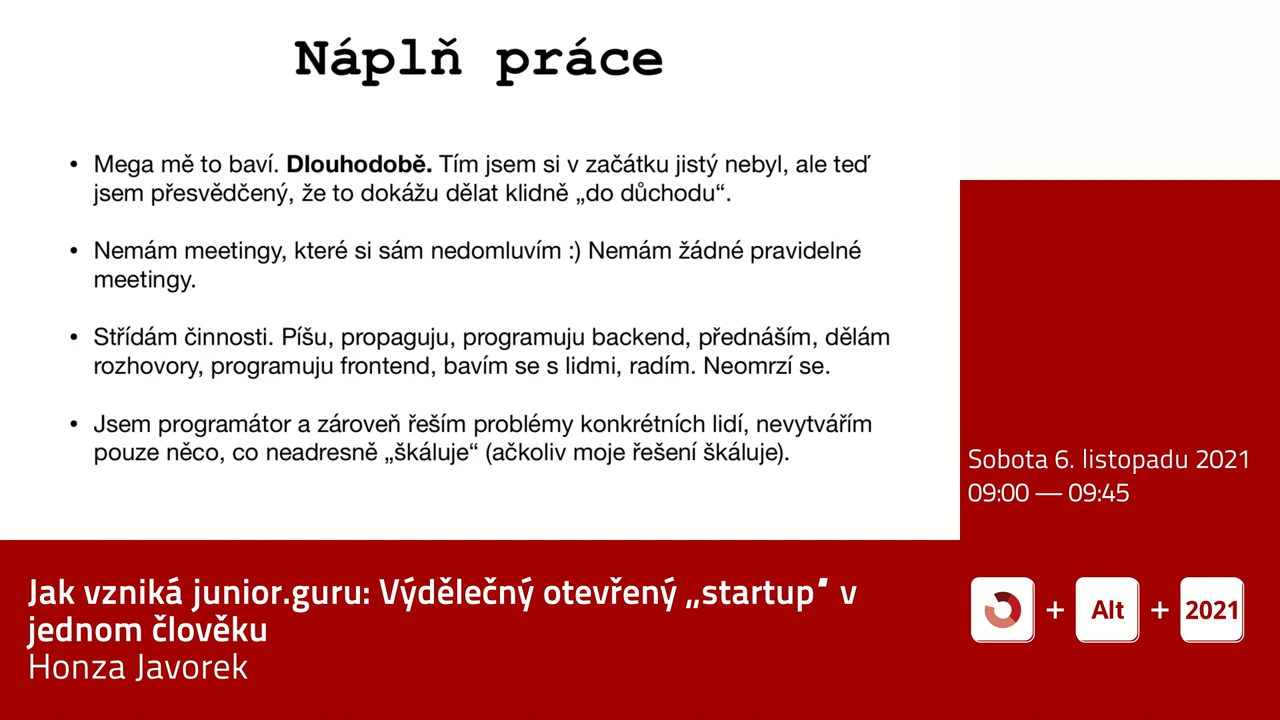 Náplň práce
• Mega mě to baví. Dlouhodobě. Tím jsem si v začátku jistý nebyl, ale teď
jsem přesvědčený, že to dokážu dělat klidně „do důchodu“.
• Nemám meetingy, které si sám nedomluvím :) Nemám žádné pravidelné
meetingy.
• Střídám činnosti. Píšu, propaguju, programuju backend, přednáším, dělám
rozhovory, programuju frontend, bavím se s lidmi, radím. Neomrzí se.
• Jsem programátor a zároveň řeším problémy konkrétních lidí, nevytvářím
pouze něco, co neadresně „škáluje“ (ačkoliv moje řešení škáluje).
Sobota 6. listopadu 2021
09:00 — 09:45
Jak vzniká junior.guru: Výdělečný otevřený „startup“ v
jednom člověku
Honza Javorek
+ Alt + 2021